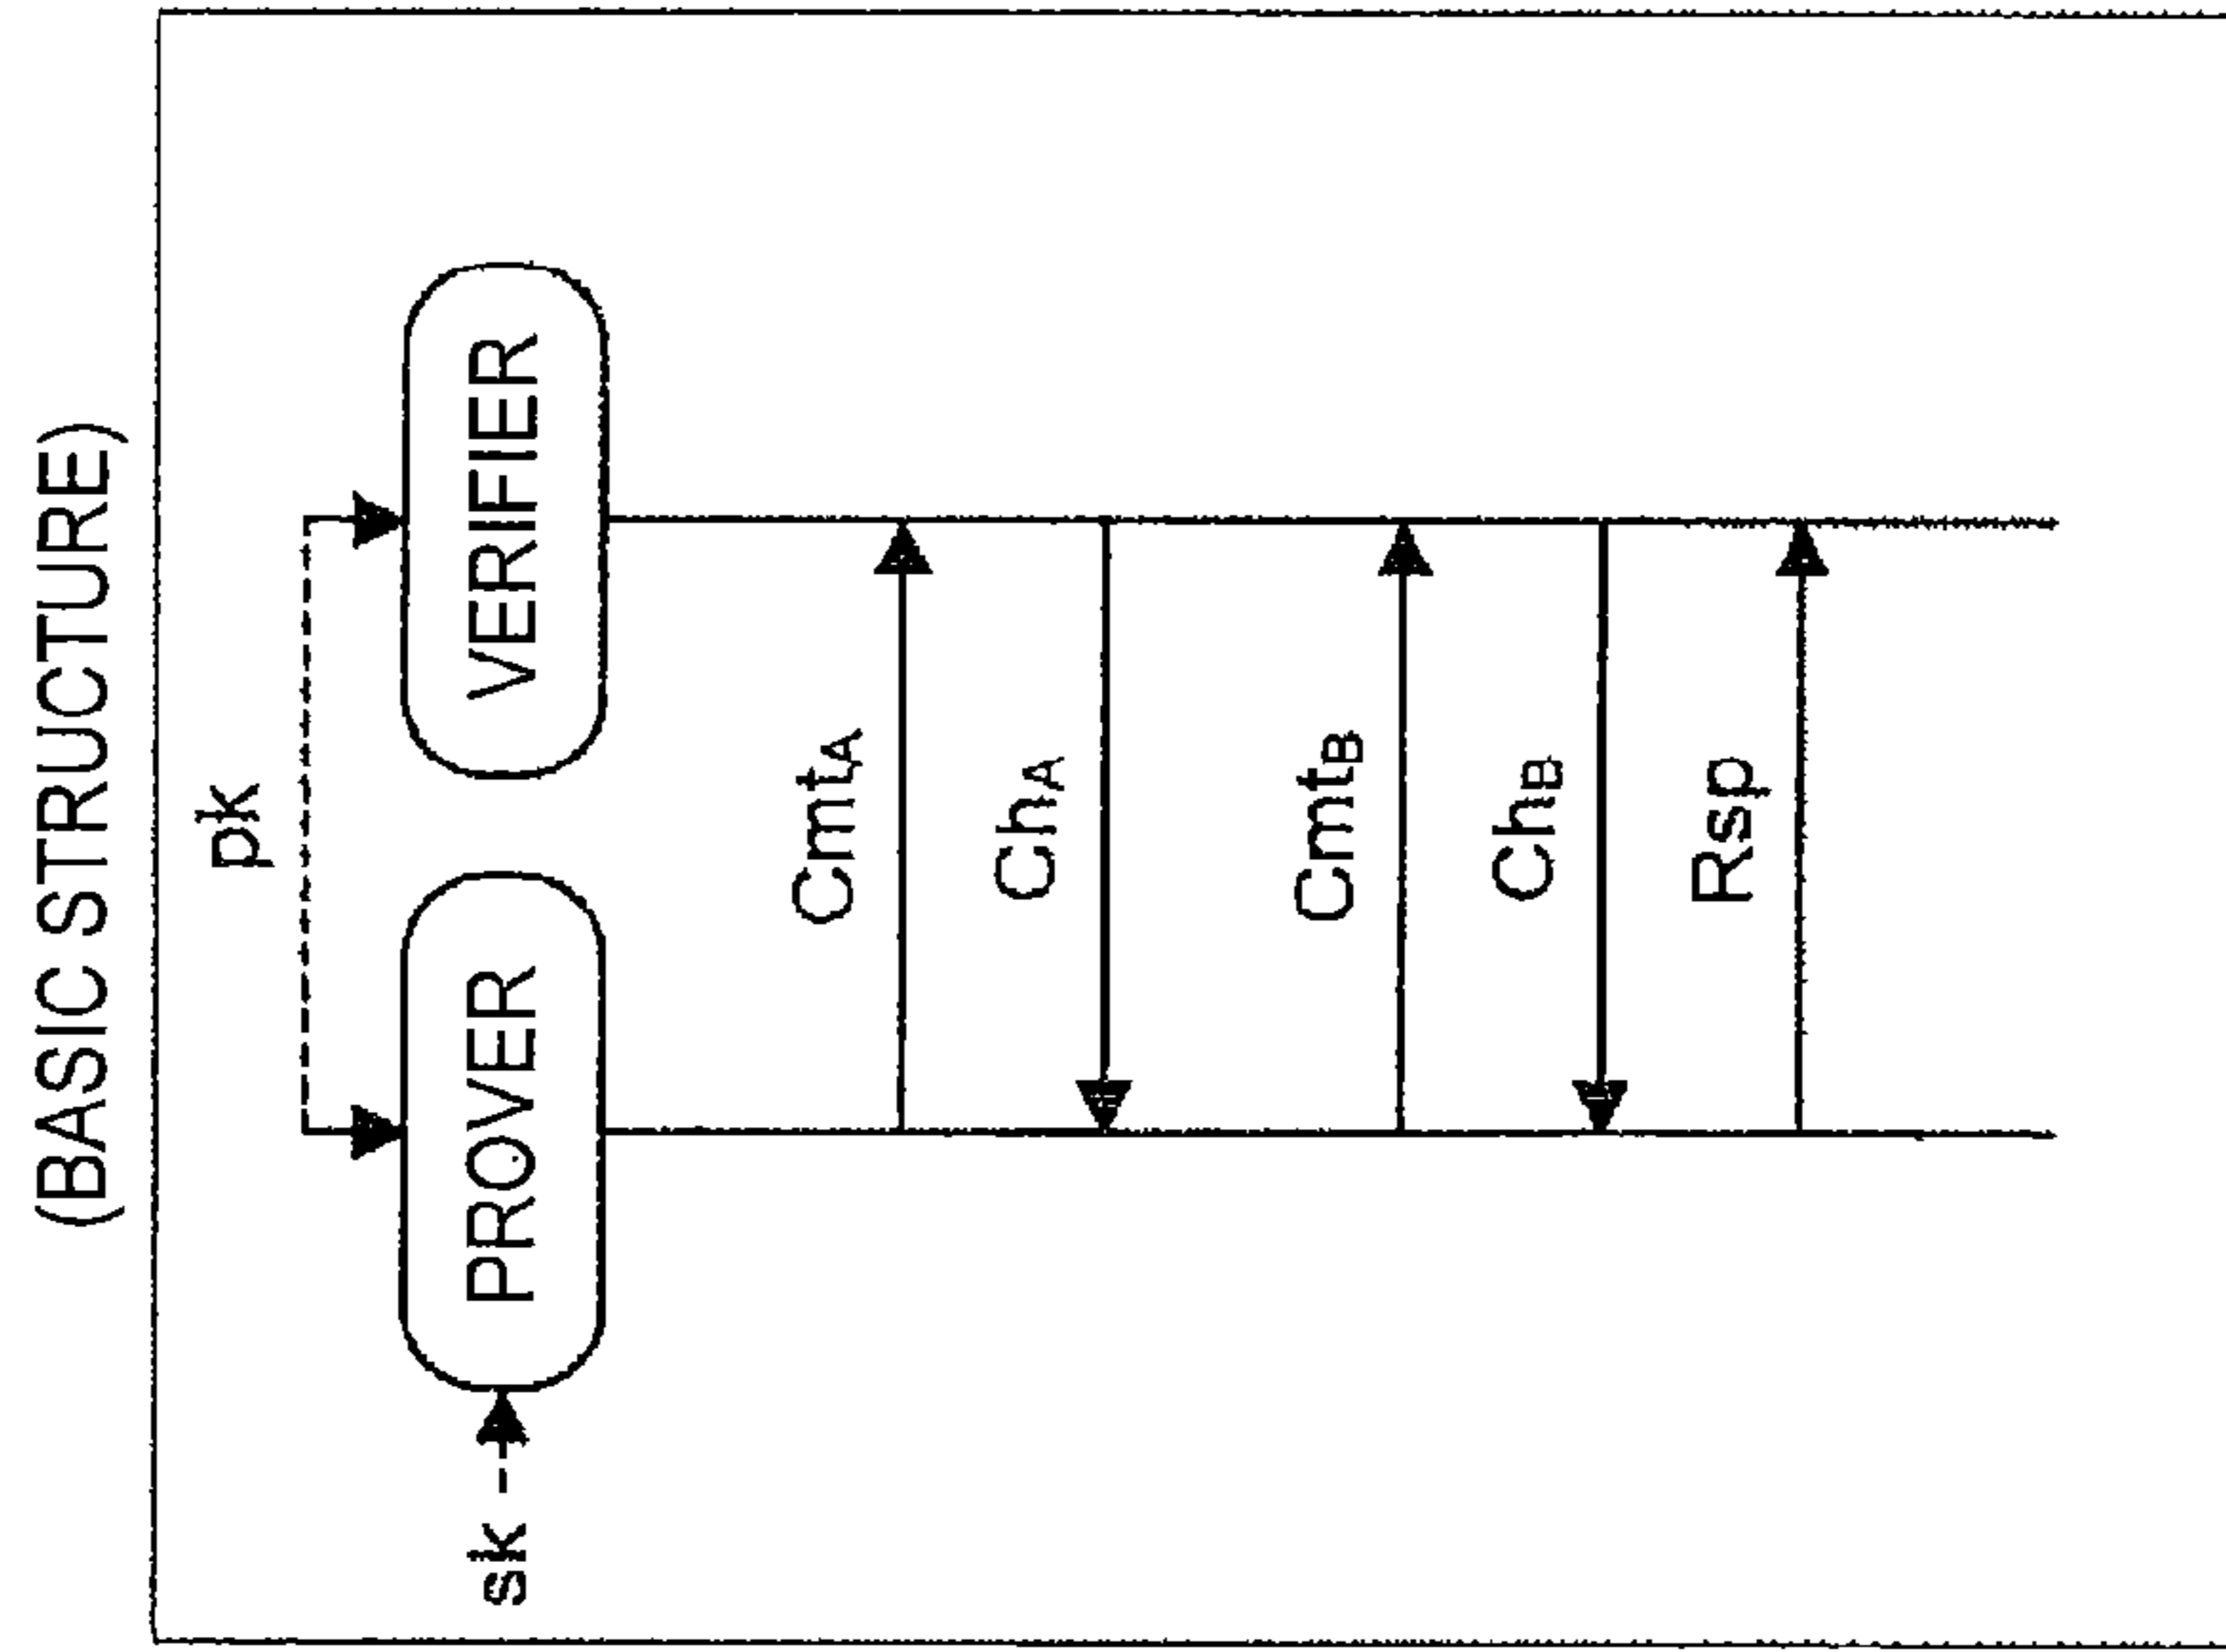 (BASIC STRUCTURE)
pk
sk
PROVER
VERIFIER
CmtA
ChA
CmtB
ChB
Rsp